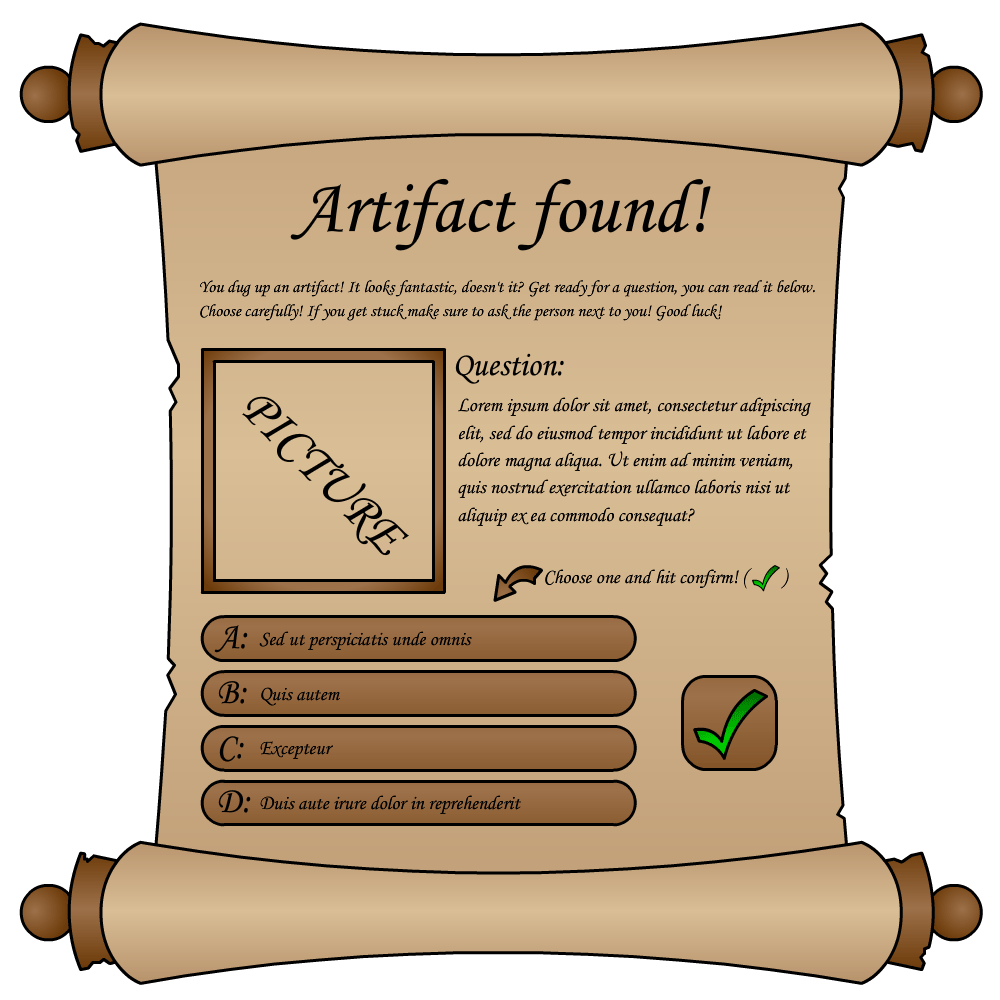 Artifact found!
You dug up an artifact! It looks fantastic, doesn't it? Get ready for a question, you can read it below.
Choose carefully! If you get stuck make sure to ask the person next to you! Good luck!
PICTURE
Question:
Lorem ipsum dolor sit amet, consectetur adipiscing
elit, sed do eiusmod tempor incididunt ut labore et
dolore magna aliqua. Ut enim ad minim veniam,
quis nostrud exercitation ullamco laboris nisi ut
aliquip ex ea commodo consequat?
Choose one and hit confirm! (✓)
A: Sed ut perspiciatis unde omnis
B: Quis autem
C: Excepteur
D: Duis aute irure dolor in reprehenderit